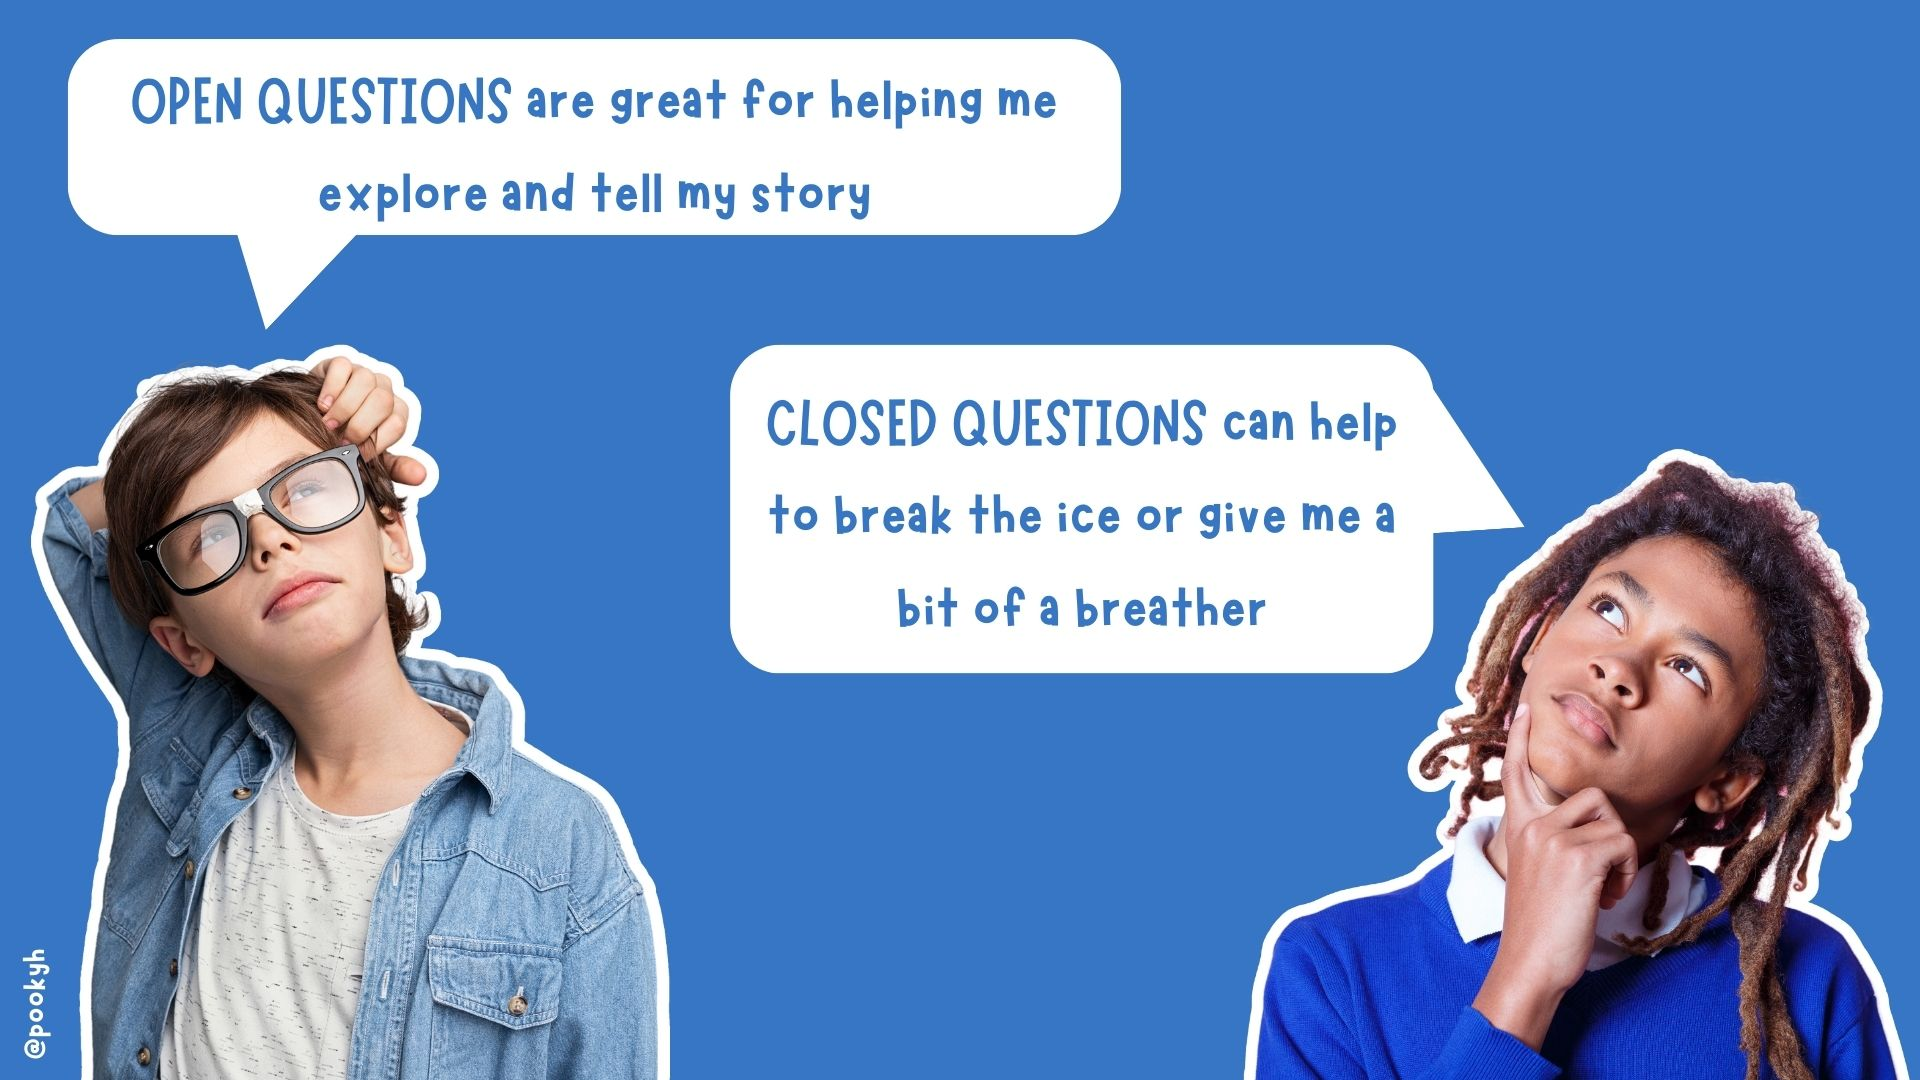 OPEN QUESTIONS are great for helping me
explore and tell my story
CLOSED QUESTIONS can help
to break the ice or give me a
bit of a breather
@pookyh